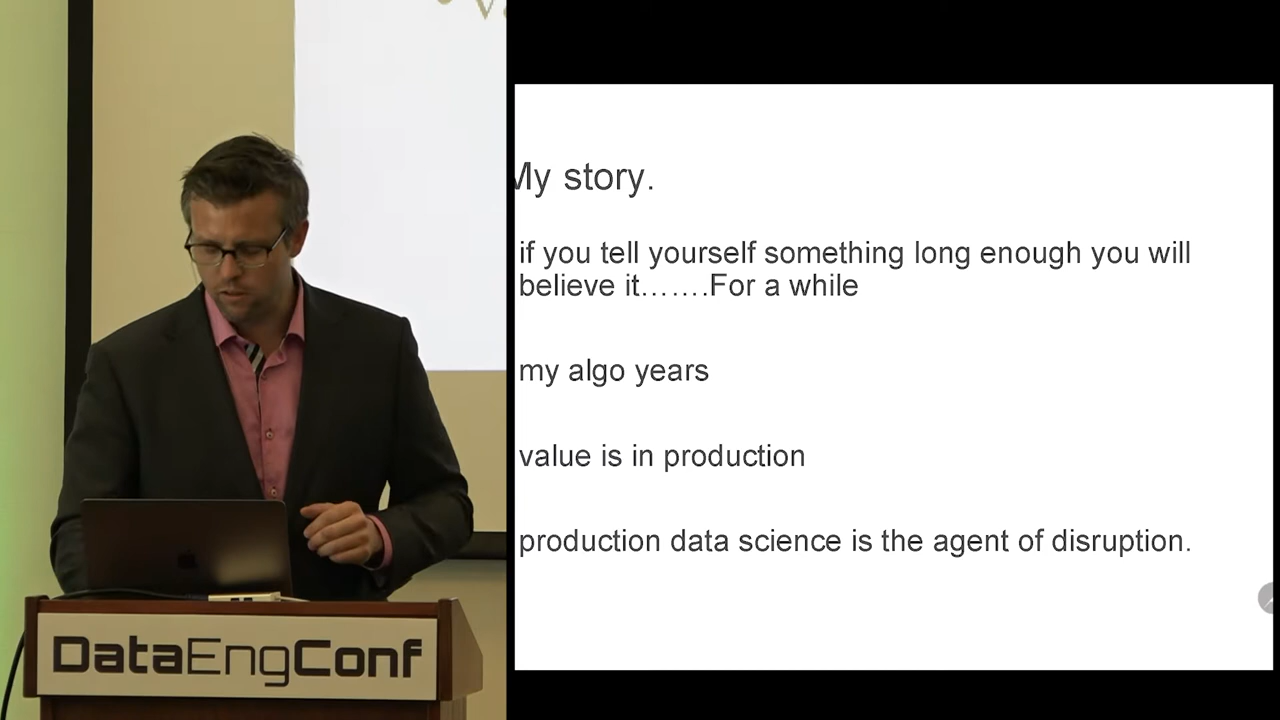 My story.
if you tell yourself something long enough you will
believe it.......For a while
my algo years
value is in production
production data science is the agent of disruption.
DataEngConf